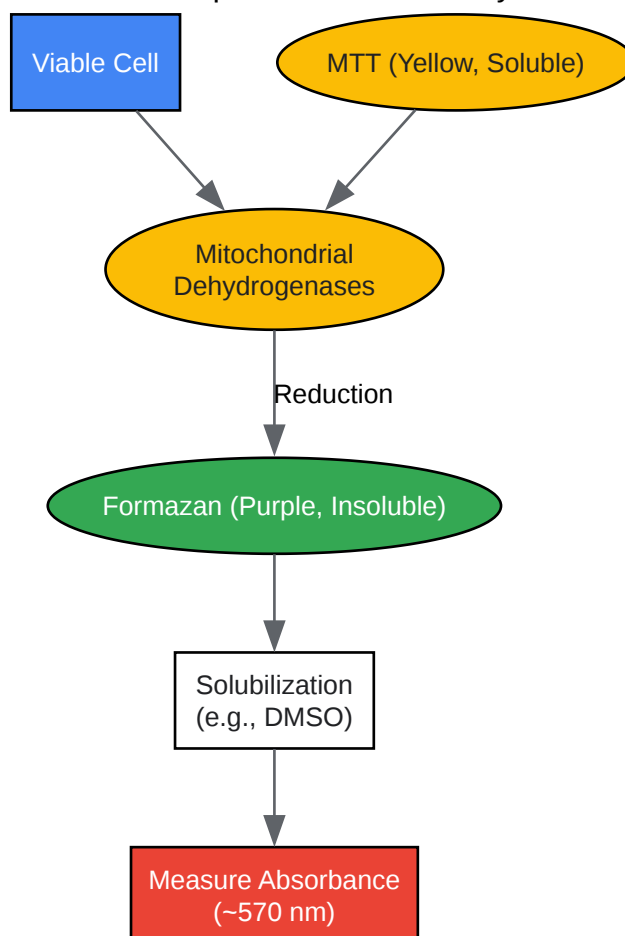 Viable Cell
MTT (Yellow, Soluble)
Mitochondrial
Dehydrogenases
Reduction
Formazan (Purple, Insoluble)
Solubilization
(e.g., DMSO)
Measure Absorbance
(~570 nm)